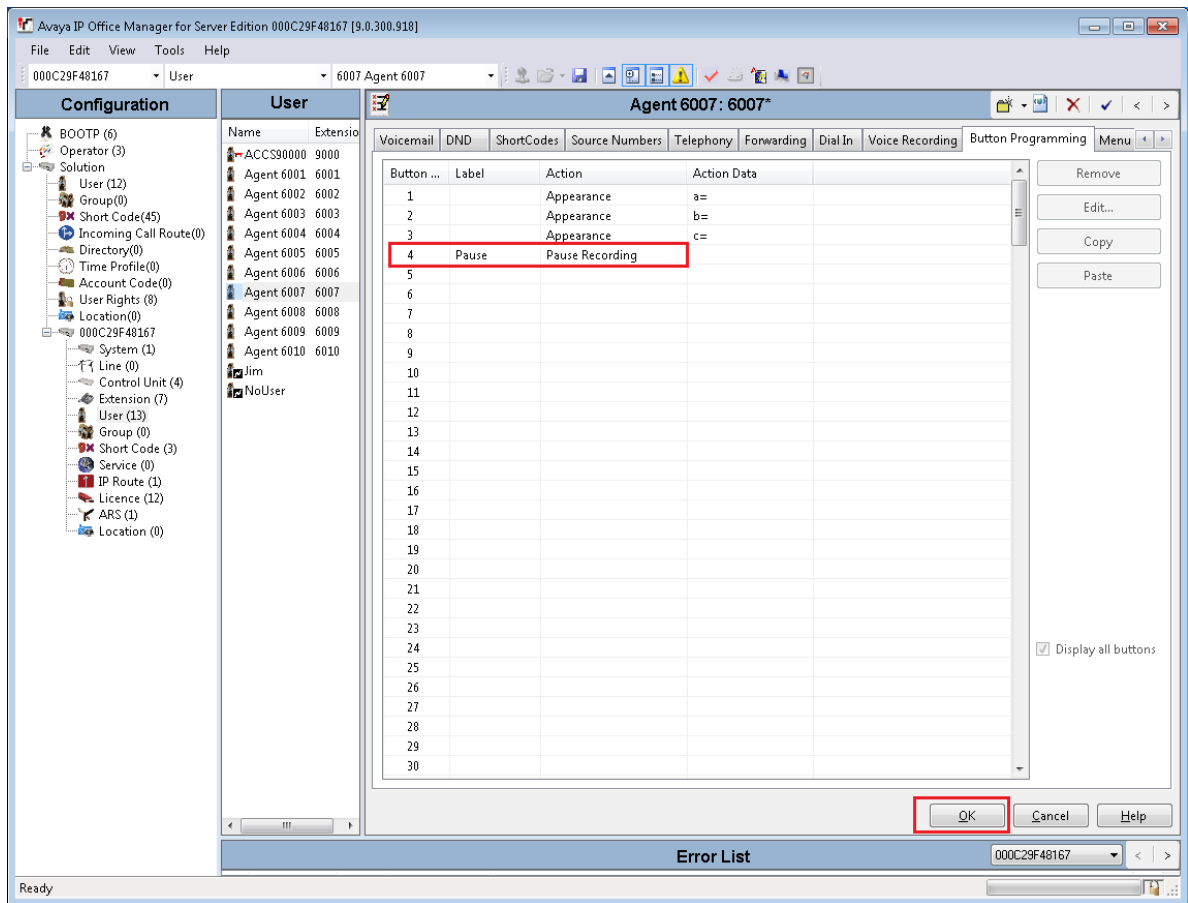 Avaya IP Office Manager for Server Edition 000C29F48167 [9.0.300.918]
File Edit View Tools Help
000C29F48167 User 6007 Agent 6007
Configuration
BOOTP (6)
Operator (3)
Solution
User (12)
Group(0)
Short Code(45)
Incoming Call Route(0)
Directory(0)
Time Profile(0)
Account Code(0)
User Rights (8)
Location(0)
000C29F48167
System (1)
Line (0)
Control Unit (4)
Extension (7)
User (13)
Group (0)
Short Code (3)
Service (0)
IP Route (1)
Licence (12)
ARS (1)
Location (0)
User
Name Extensio
ACCS90000 9000
Agent 6001 6001
Agent 6002 6002
Agent 6003 6003
Agent 6004 6004
Agent 6005 6005
Agent 6006 6006
Agent 6007 6007
Agent 6008 6008
Agent 6009 6009
Agent 6010 6010
Jim
NoUser
Agent 6007: 6007*
Voicemail DND ShortCodes Source Numbers Telephony Forwarding Dial In Voice Recording Button Programming Menu
Button ... Label Action Action Data
1 Appearance a=
2 Appearance b=
3 Appearance c=
4 Pause Pause Recording
5
6
7
8
9
10
11
12
13
14
15
16
17
18
19
20
21
22
23
24
25
26
27
28
29
30
Remove
Edit...
Copy
Paste
Display all buttons
OK Cancel Help
Error List
000C29F48167
Ready